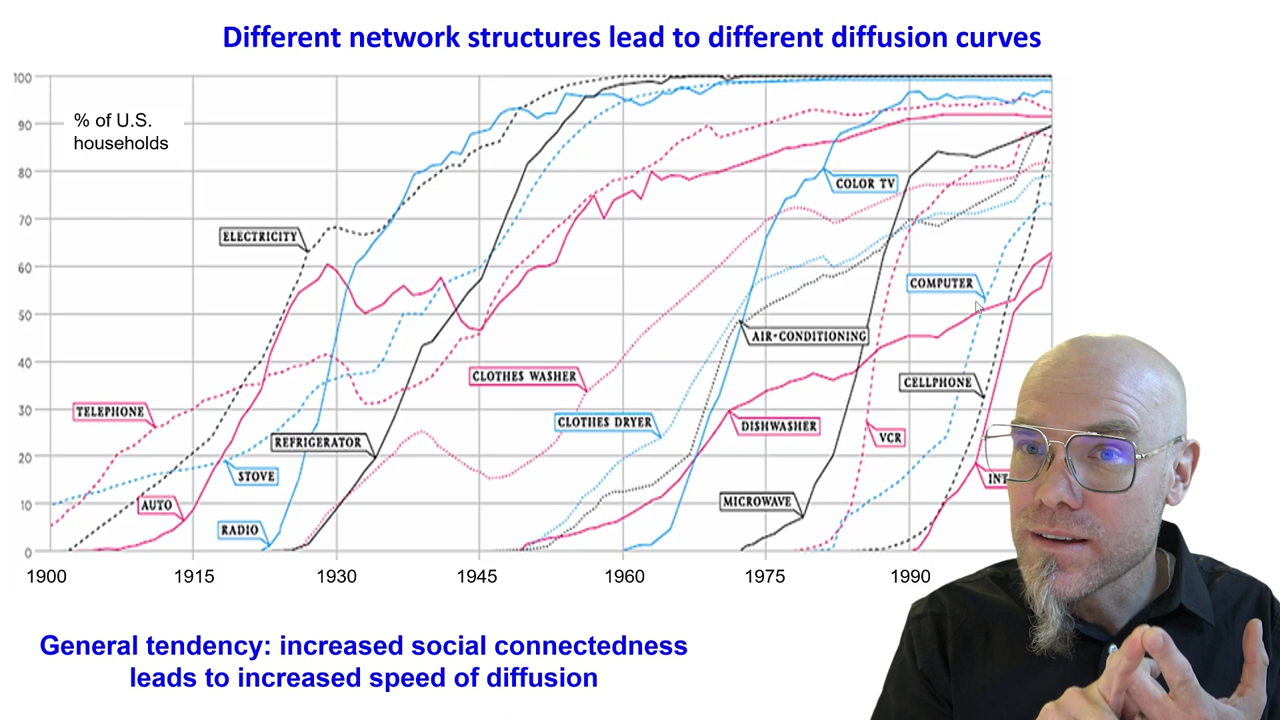 Different network structures lead to different diffusion curves
100
% of U.S.
households
90
80
COLOR TV
70
ELECTRICITY
60
COMPUTER
50
AIR-CONDITIONING
40
CLOTHES WASHER
CELLPHONE
30
TELEPHONE
CLOTHES DRYER
DISHWASHER
REFRIGERATOR
VCR
20
STOVE
INT
10
AUTO
MICROWAVE
RADIO
0
1900 1915 1930 1945 1960 1975 1990
General tendency: increased social connectedness
leads to increased speed of diffusion